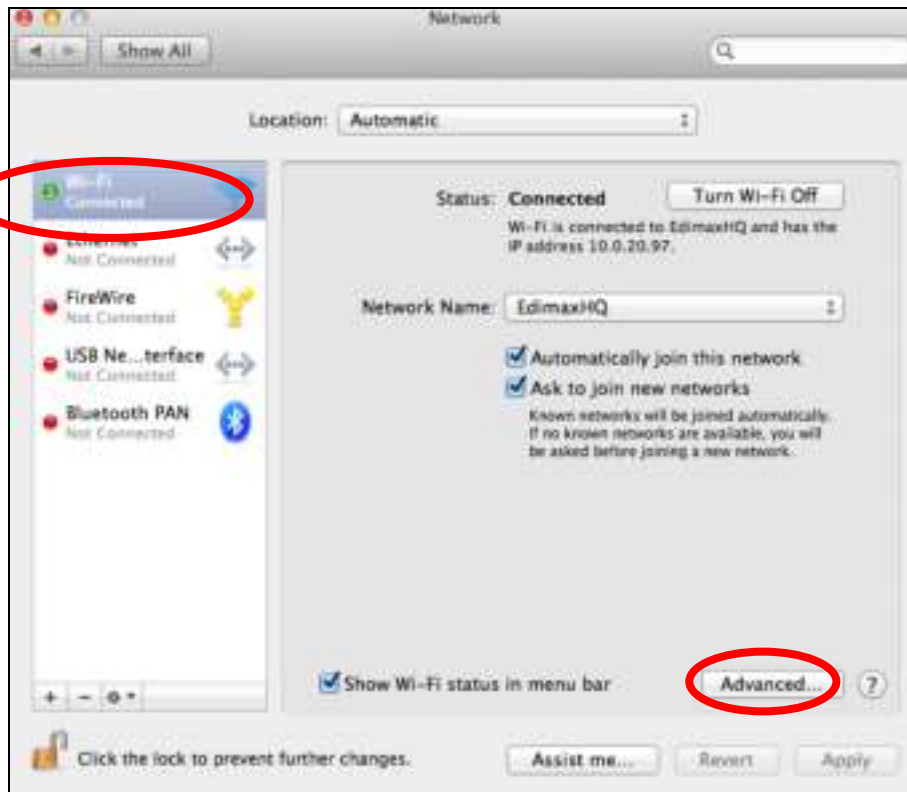 Network
Show All
Location: Automatic
Wi-Fi
Connected
Ethernet
Not Connected
FireWire
Not Connected
USB Ne...terface
Not Connected
Bluetooth PAN
Not Connected
Status: Connected
Turn Wi-Fi Off
Wi-Fi is connected to EdimaxHQ and has the
IP address 10.0.20.97.
Network Name: EdimaxHQ
Automatically join this network
Ask to join new networks
Known networks will be joined automatically.
If no known networks are available, you will
be asked before joining a new network.
Show Wi-Fi status in menu bar
Advanced... ?
+ -
Click the lock to prevent further changes.
Assist me... Revert Apply